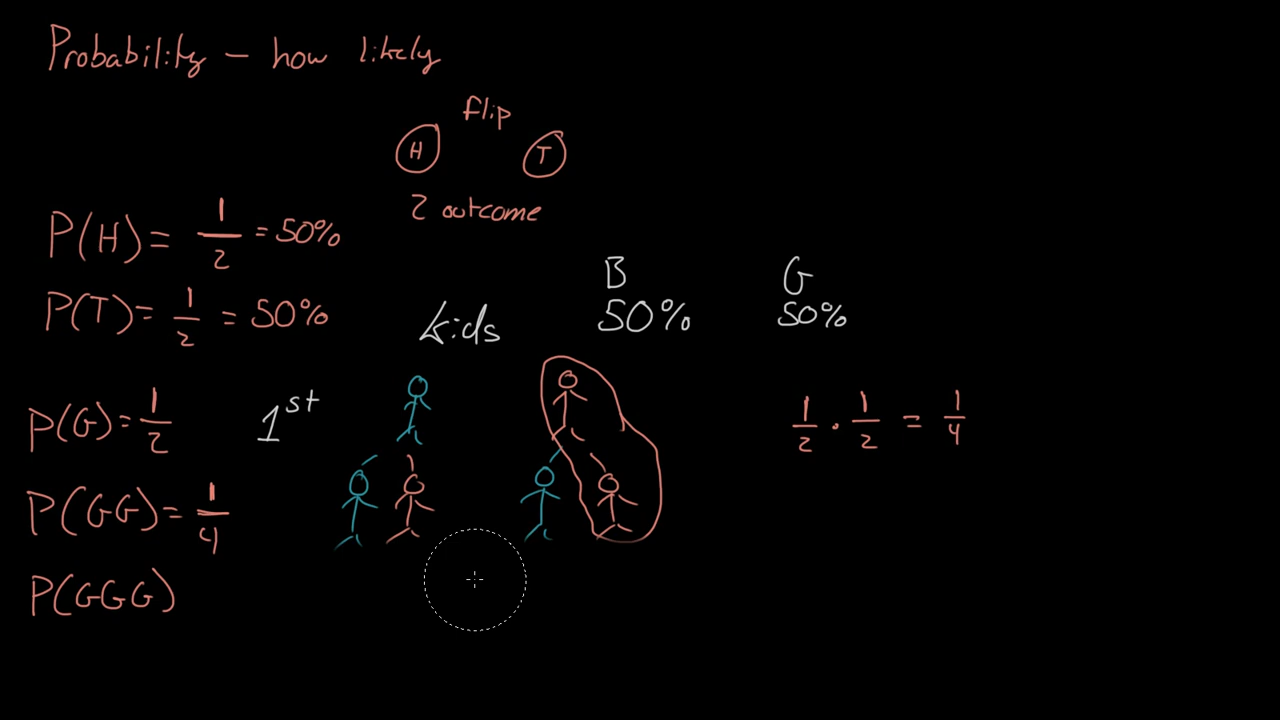 Probability – how likely
flip
H T
2 outcome
P(H) = 1/2 = 50%
P(T) = 1/2 = 50%
B G
kids 50% 50%
P(G) = 1/2 1st 1/2 · 1/2 = 1/4
P(GG) = 1/4
P(GGG)